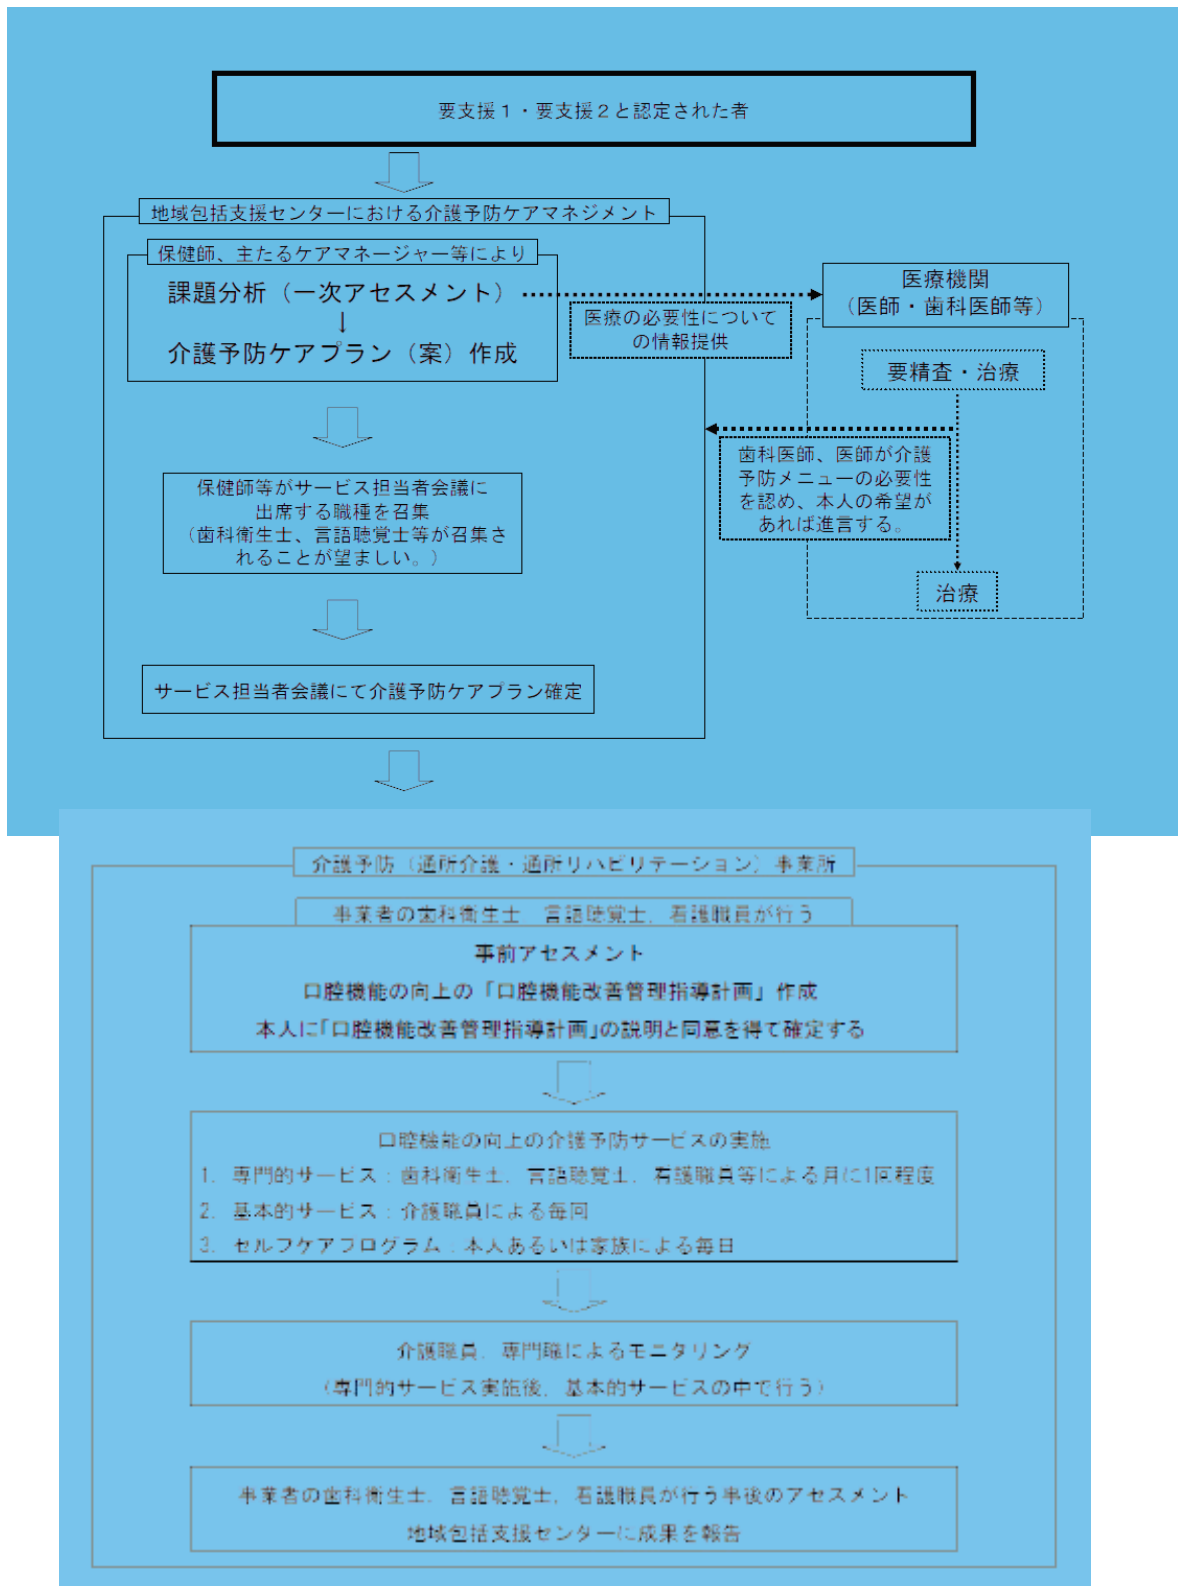 要支援１・要支援２と認定された者
地域包括支援センターにおける介護予防ケアマネジメント
保健師、主たるケアマネージャー等により
課題分析（一次アセスメント）
↓
介護予防ケアプラン（案）作成
医療の必要性について
の情報提供
医療機関
（医師・歯科医師等）
要精査・治療
歯科医師、医師が介護
予防メニューの必要性
を認め、本人の希望が
あれば進言する。
治療
保健師等がサービス担当者会議に
出席する職種を召集
（歯科衛生士、言語聴覚士等が召集さ
れることが望ましい。）
サービス担当者会議にて介護予防ケアプラン確定
介護予防（通所介護・通所リハビリテーション）事業所
事業者の歯科衛生士、言語聴覚士、看護職員が行う
事前アセスメント
口腔機能の向上の「口腔機能改善管理指導計画」作成
本人に「口腔機能改善管理指導計画」の説明と同意を得て確定する
口腔機能の向上の介護予防サービスの実施
1. 専門的サービス：歯科衛生士、言語聴覚士、看護職員等による月に1回程度
2. 基本的サービス：介護職員による毎回
3. セルフケアプログラム：本人あるいは家族による毎日
介護職員、専門職によるモニタリング
（専門的サービス実施後、基本的サービスの中で行う）
事業者の歯科衛生士、言語聴覚士、看護職員が行う事後のアセスメント
地域包括支援センターに成果を報告